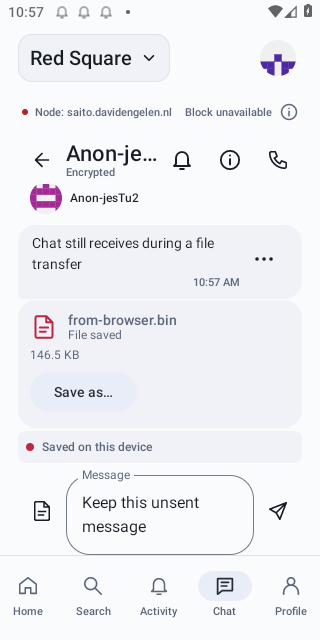 10:57
Red Square
Node: saito.davidengelen.nl Block unavailable
Anon-je...
Encrypted
Anon-jesTu2
Chat still receives during a file
transfer
10:57 AM
from-browser.bin
File saved
146.5 KB
Save as...
Saved on this device
Message
Keep this unsent
message
Home Search Activity Chat Profile